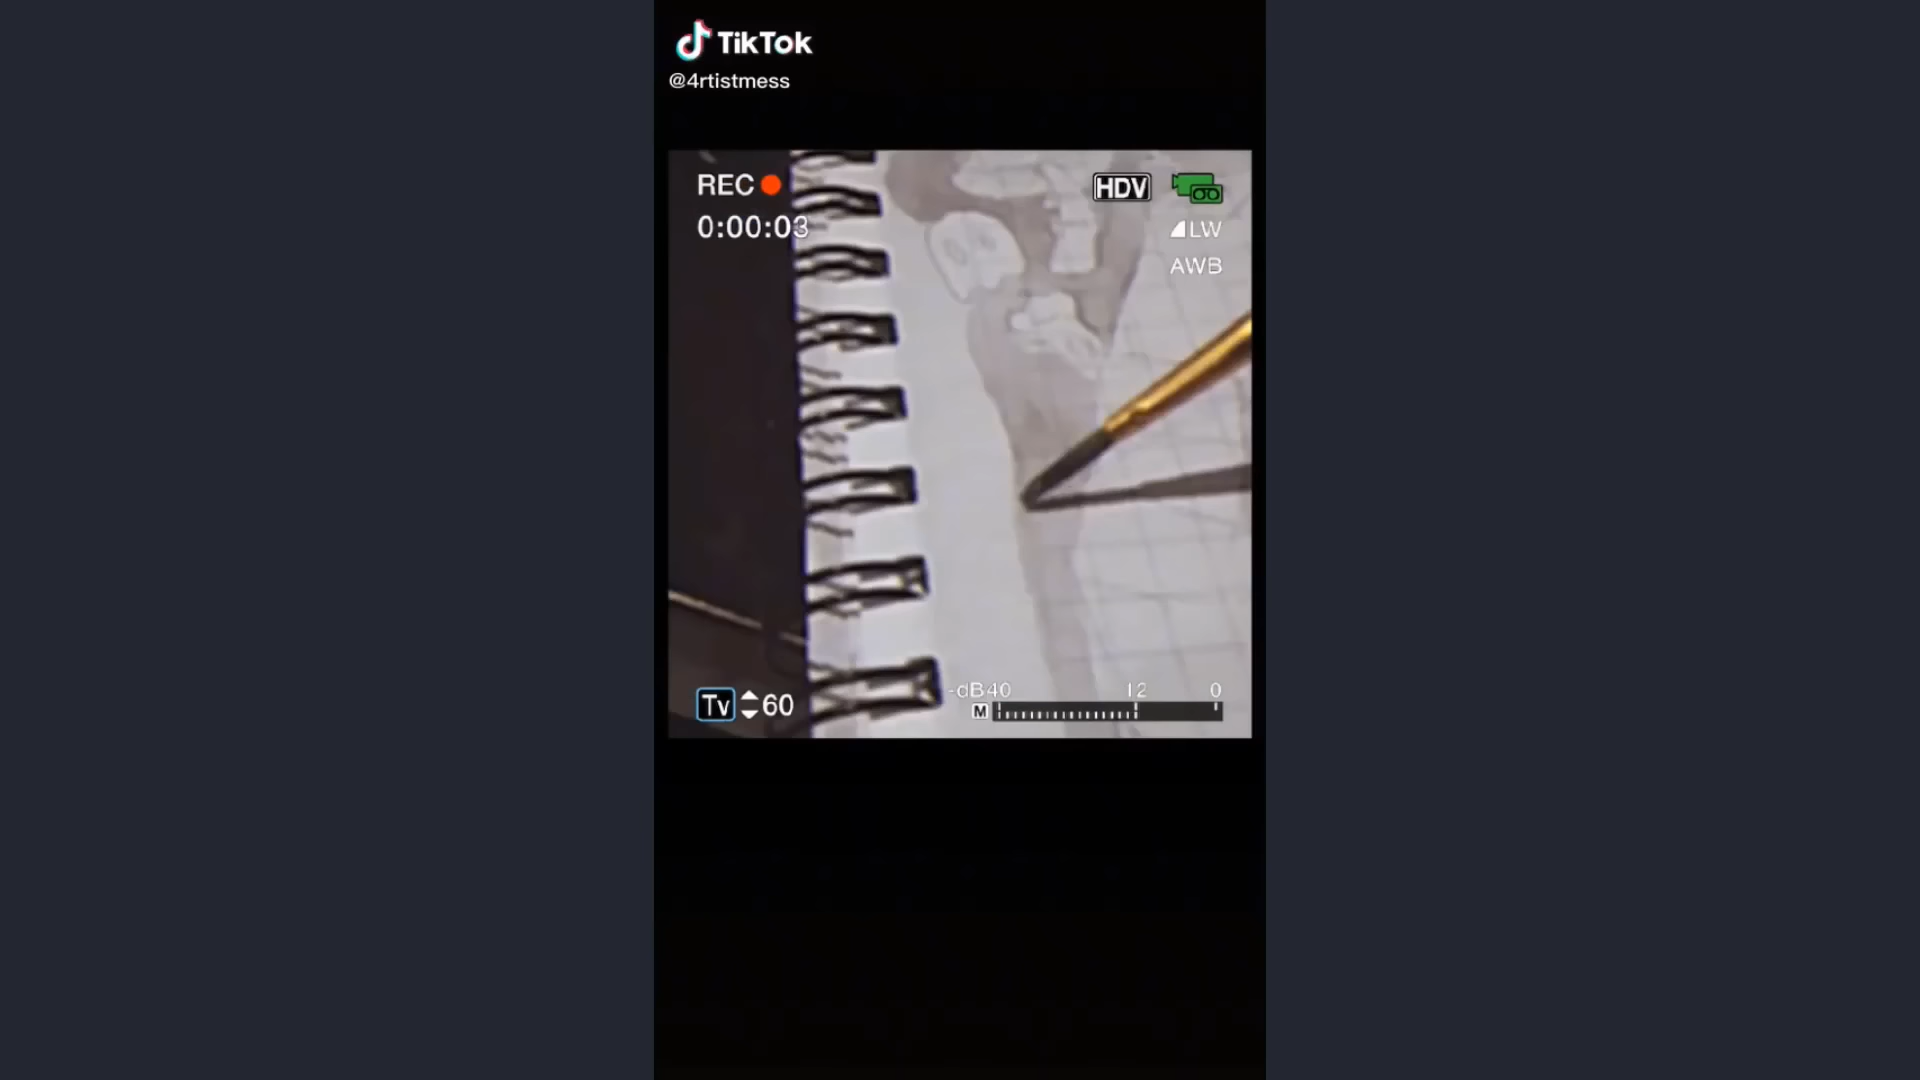 TikTok
@4rtistmess
REC
0:00:03
HDV
LW
AWB
Tv 60
-dB40 12 0
M